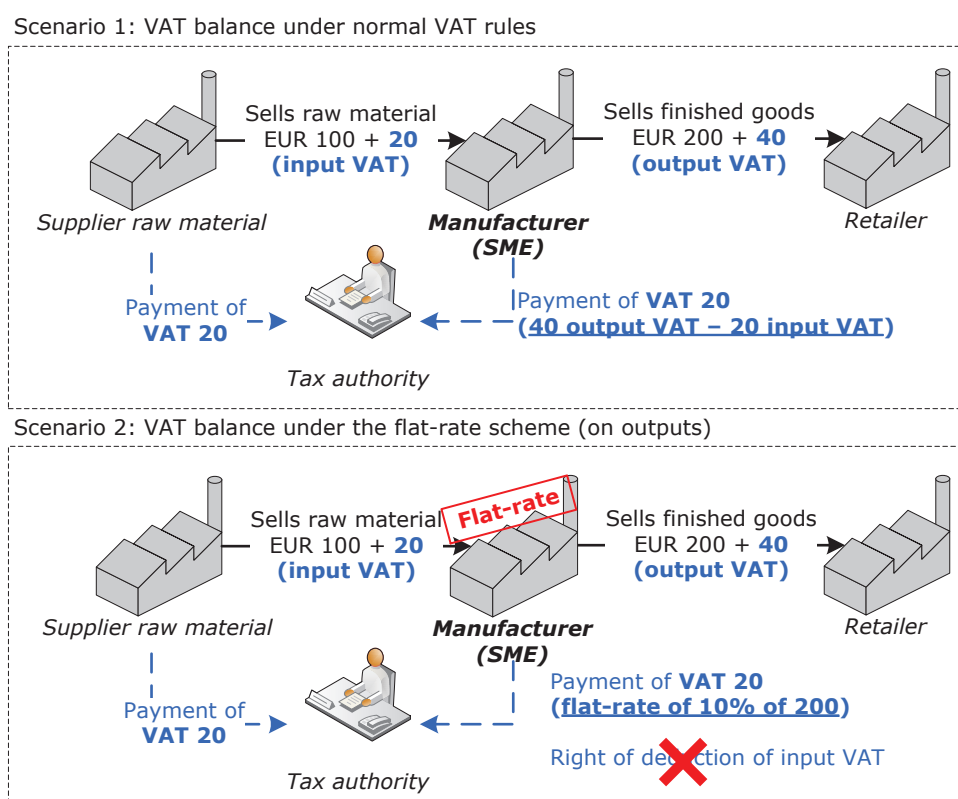 Scenario 1: VAT balance under normal VAT rules
Sells raw material
EUR 100 + 20
(input VAT)
Sells finished goods
EUR 200 + 40
(output VAT)
Supplier raw material
Manufacturer
(SME)
Retailer
Payment of
VAT 20
Payment of VAT 20
(40 output VAT – 20 input VAT)
Tax authority
Scenario 2: VAT balance under the flat-rate scheme (on outputs)
Flat-rate
Sells raw material
EUR 100 + 20
(input VAT)
Sells finished goods
EUR 200 + 40
(output VAT)
Supplier raw material
Manufacturer
(SME)
Retailer
Payment of
VAT 20
Payment of VAT 20
(flat-rate of 10% of 200)
Right of deduction of input VAT
Tax authority